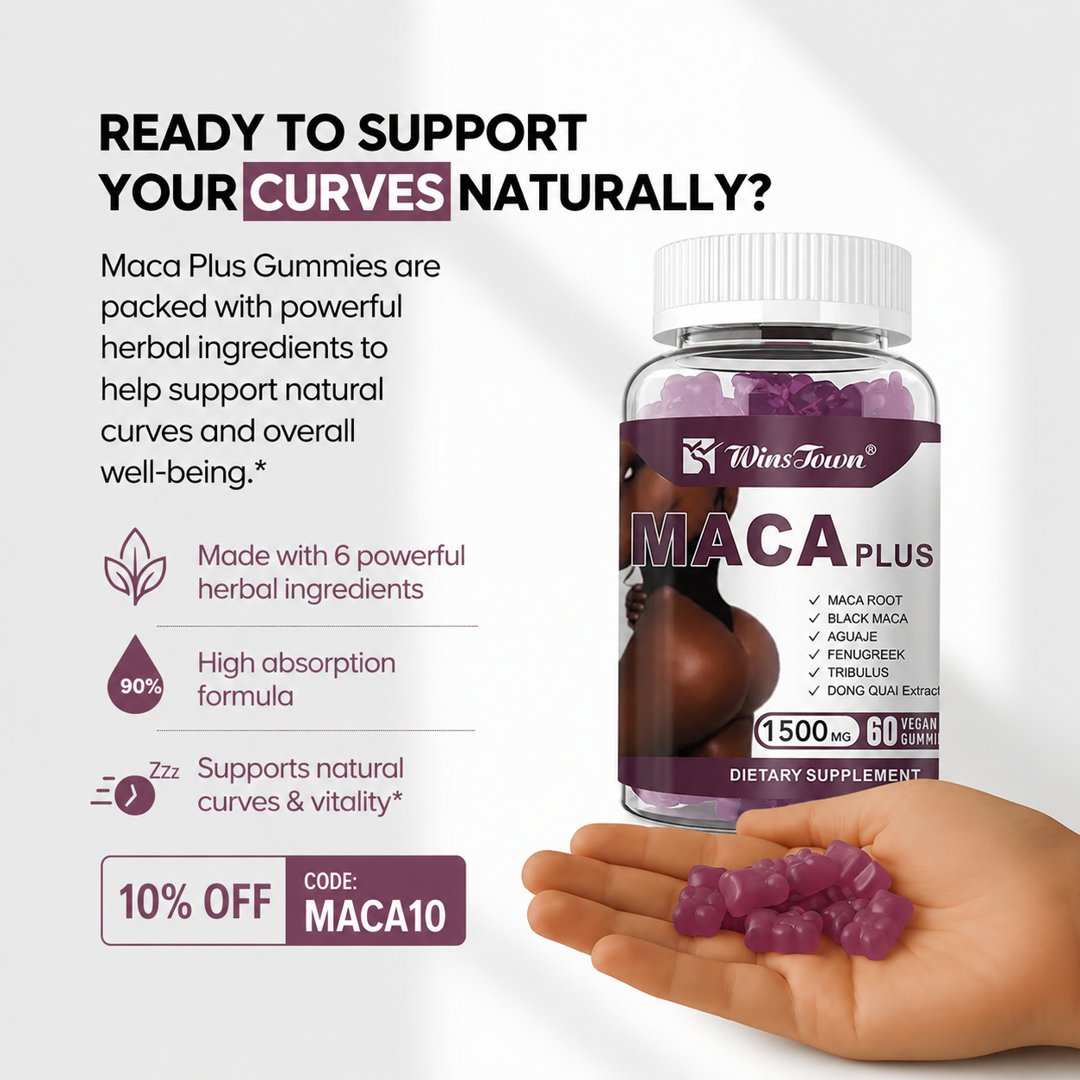 READY TO SUPPORT
YOUR CURVES NATURALLY?
Maca Plus Gummies are
packed with powerful
herbal ingredients to
help support natural
curves and overall
well-being.*
Made with 6 powerful
herbal ingredients
90%
High absorption
formula
Zzz
Supports natural
curves & vitality*
10% OFF
CODE:
MACA10
WinsTown®
MACA PLUS
✓ MACA ROOT
✓ BLACK MACA
✓ AGUAJE
✓ FENUGREEK
✓ TRIBULUS
✓ DONG QUAI Extract
1500 MG
60 VEGAN
GUMMI
DIETARY SUPPLEMENT